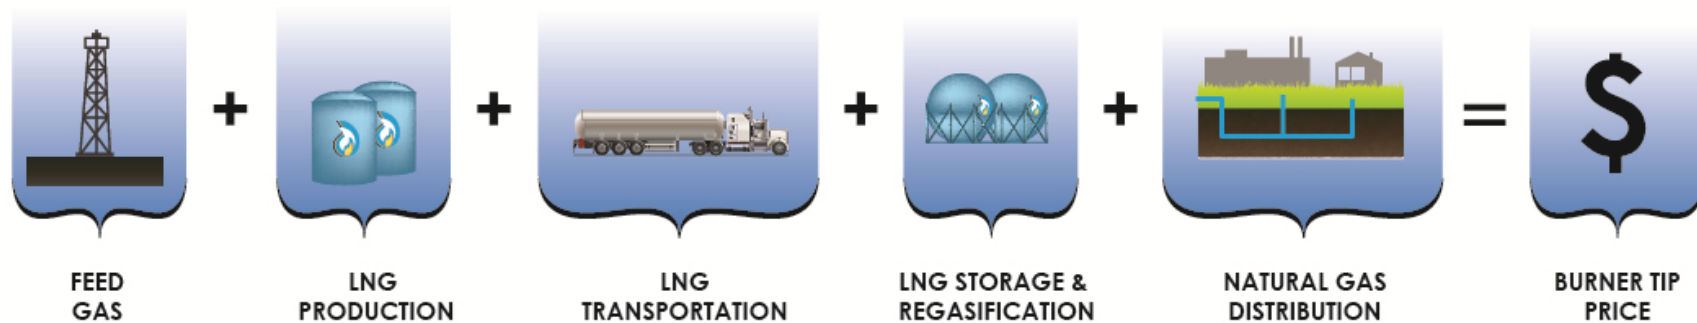 + + + + = $
FEED
GAS
LNG
PRODUCTION
LNG
TRANSPORTATION
LNG STORAGE &
REGASIFICATION
NATURAL GAS
DISTRIBUTION
BURNER TIP
PRICE